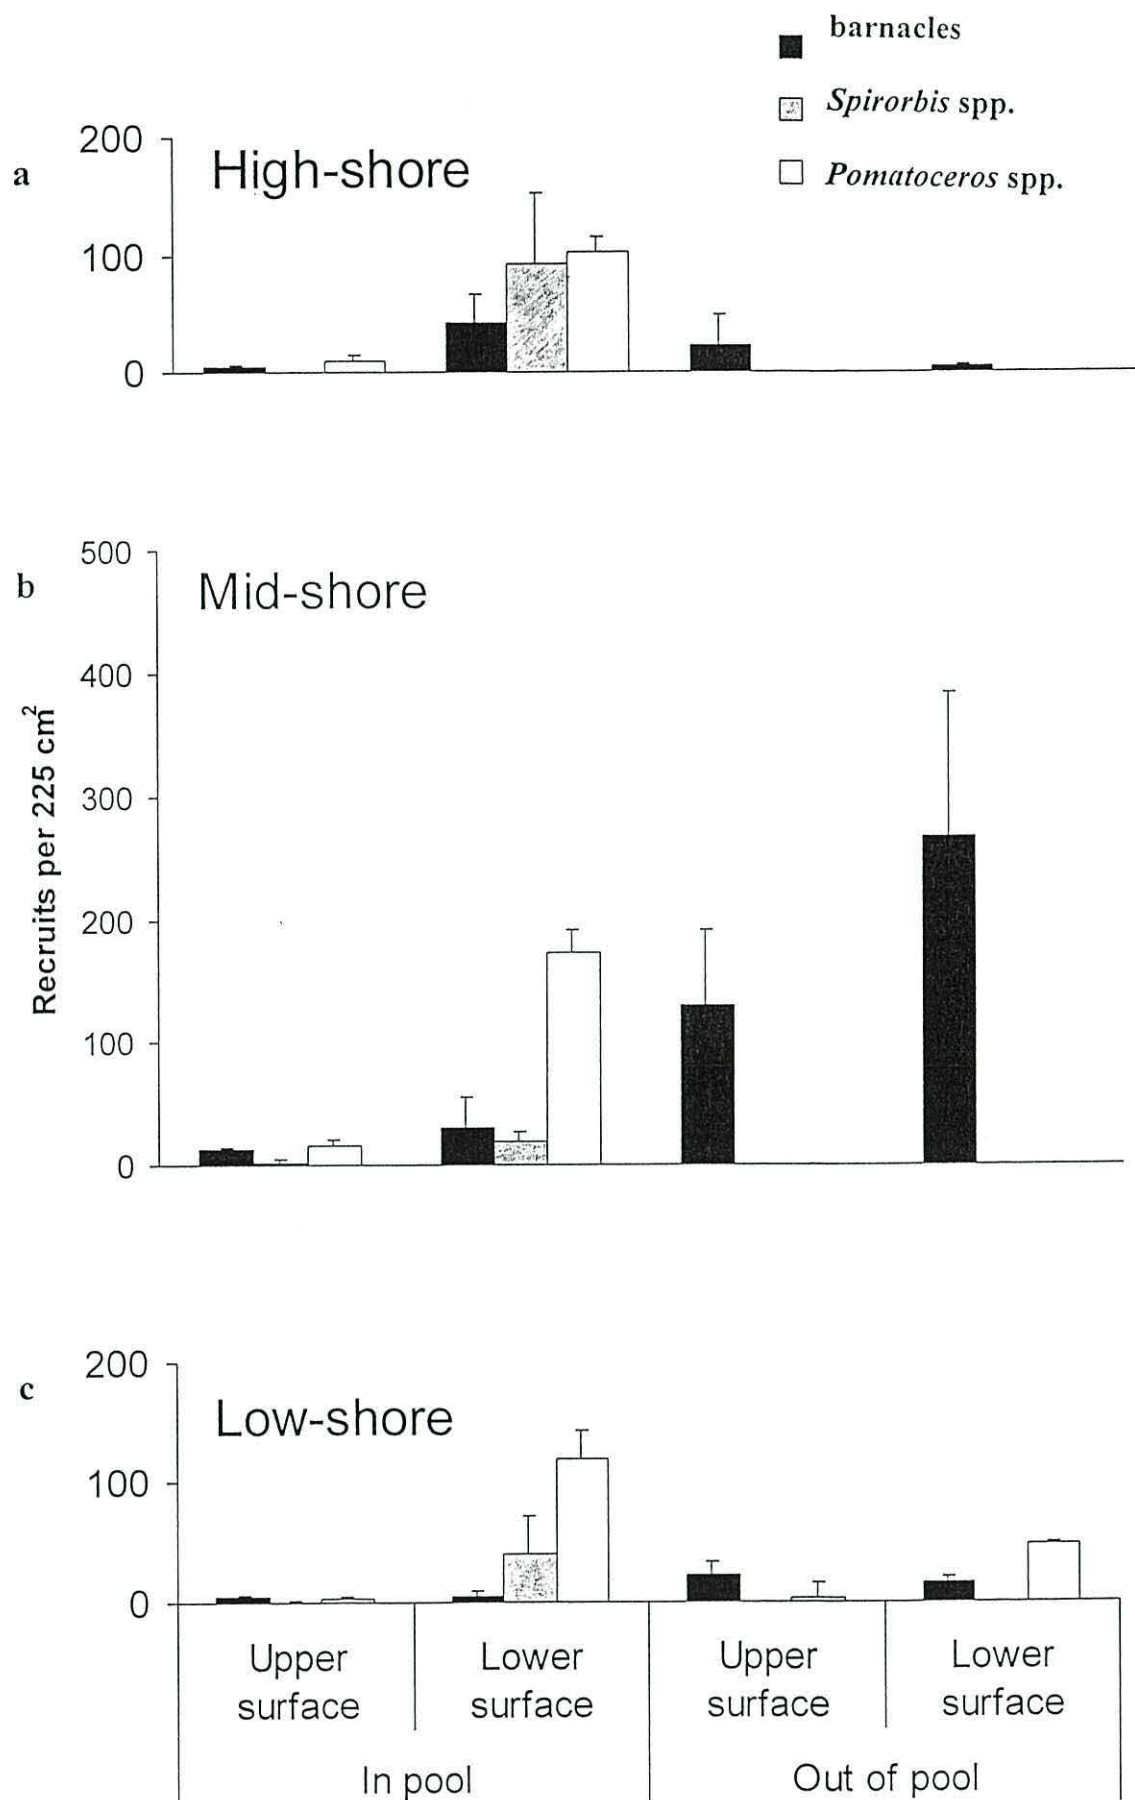 barnacles
Spirorbis spp.
Pomatoceros spp.
a
High-shore
200
100
0
b
Mid-shore
500
400
300
200
100
0
Recruits per 225 cm²
c
Low-shore
200
100
0
Upper surface
Lower surface
Upper surface
Lower surface
In pool
Out of pool